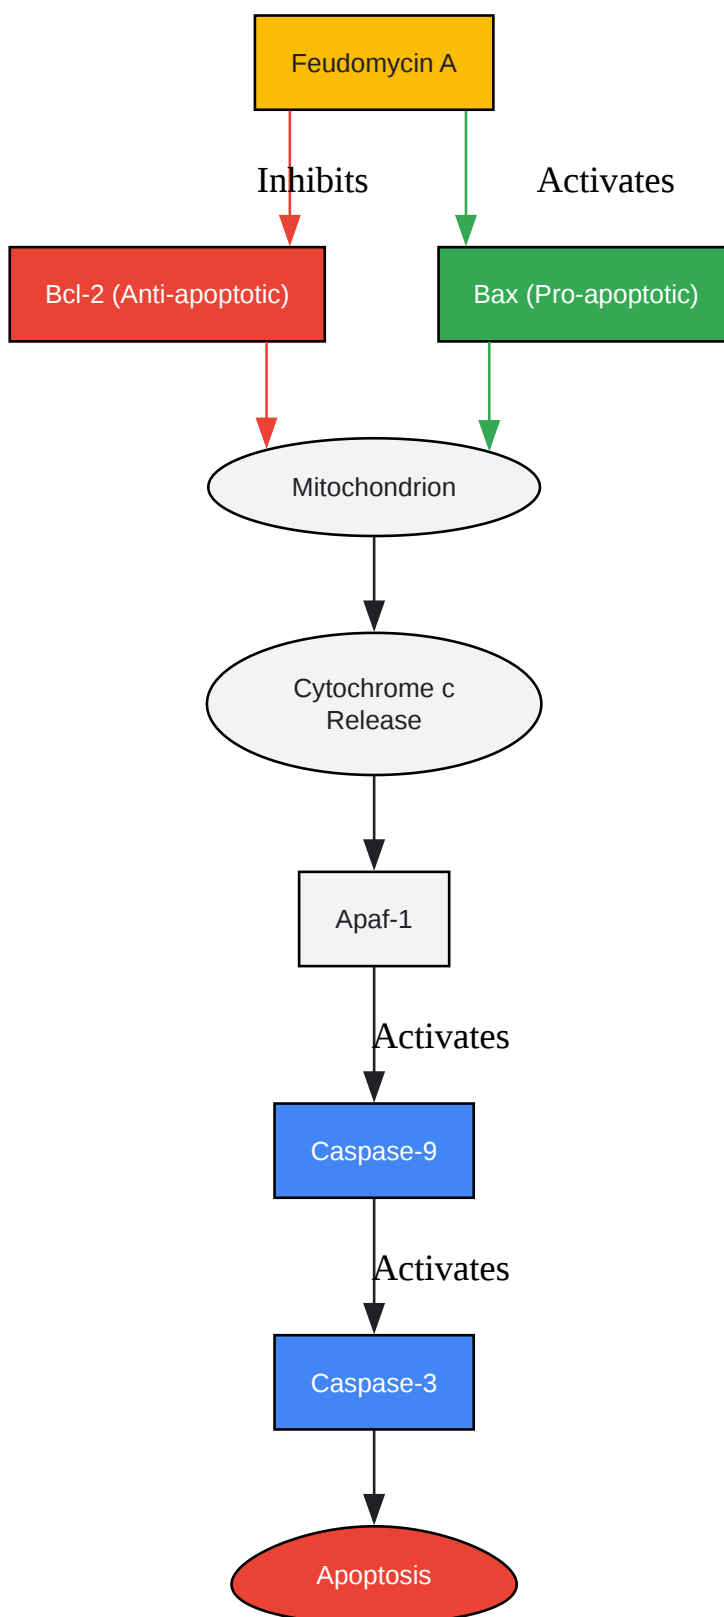 Feudomycin A
Inhibits
Activates
Bcl-2 (Anti-apoptotic)
Bax (Pro-apoptotic)
Mitochondrion
Cytochrome c
Release
Apaf-1
Activates
Caspase-9
Activates
Caspase-3
Apoptosis